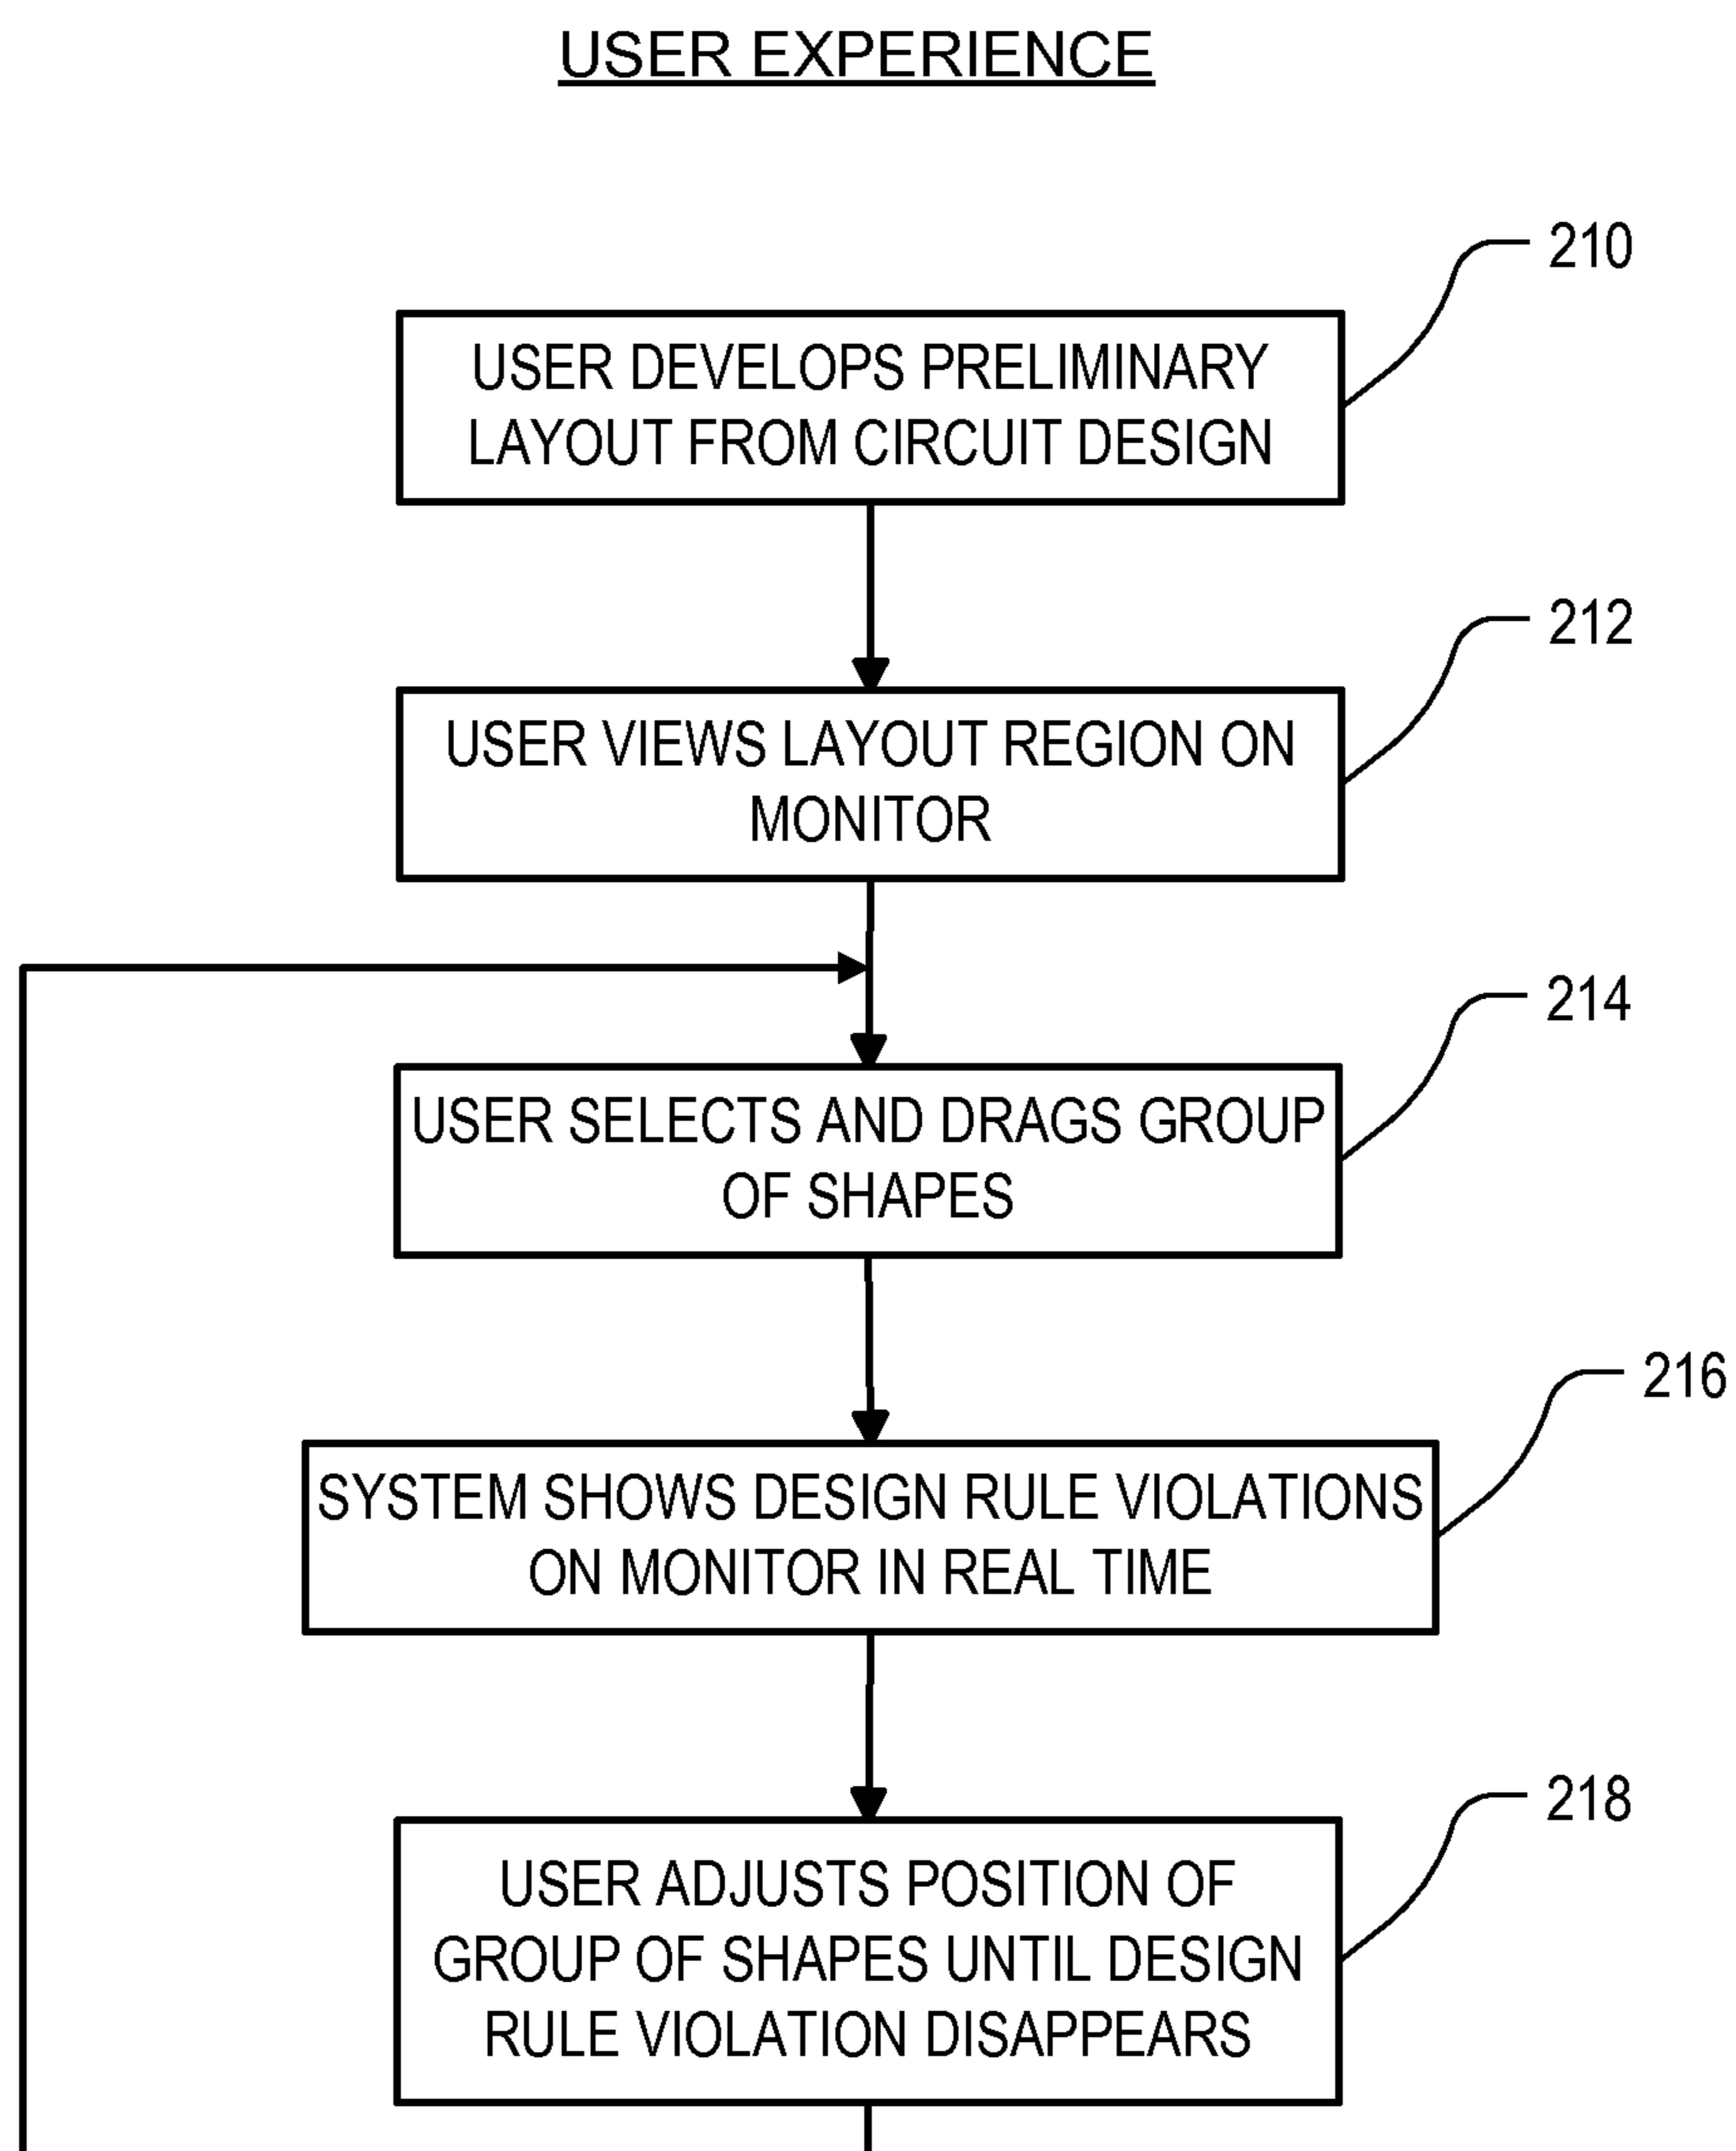 USER EXPERIENCE
210
USER DEVELOPS PRELIMINARY
LAYOUT FROM CIRCUIT DESIGN
212
USER VIEWS LAYOUT REGION ON
MONITOR
214
USER SELECTS AND DRAGS GROUP
OF SHAPES
216
SYSTEM SHOWS DESIGN RULE VIOLATIONS
ON MONITOR IN REAL TIME
218
USER ADJUSTS POSITION OF
GROUP OF SHAPES UNTIL DESIGN
RULE VIOLATION DISAPPEARS